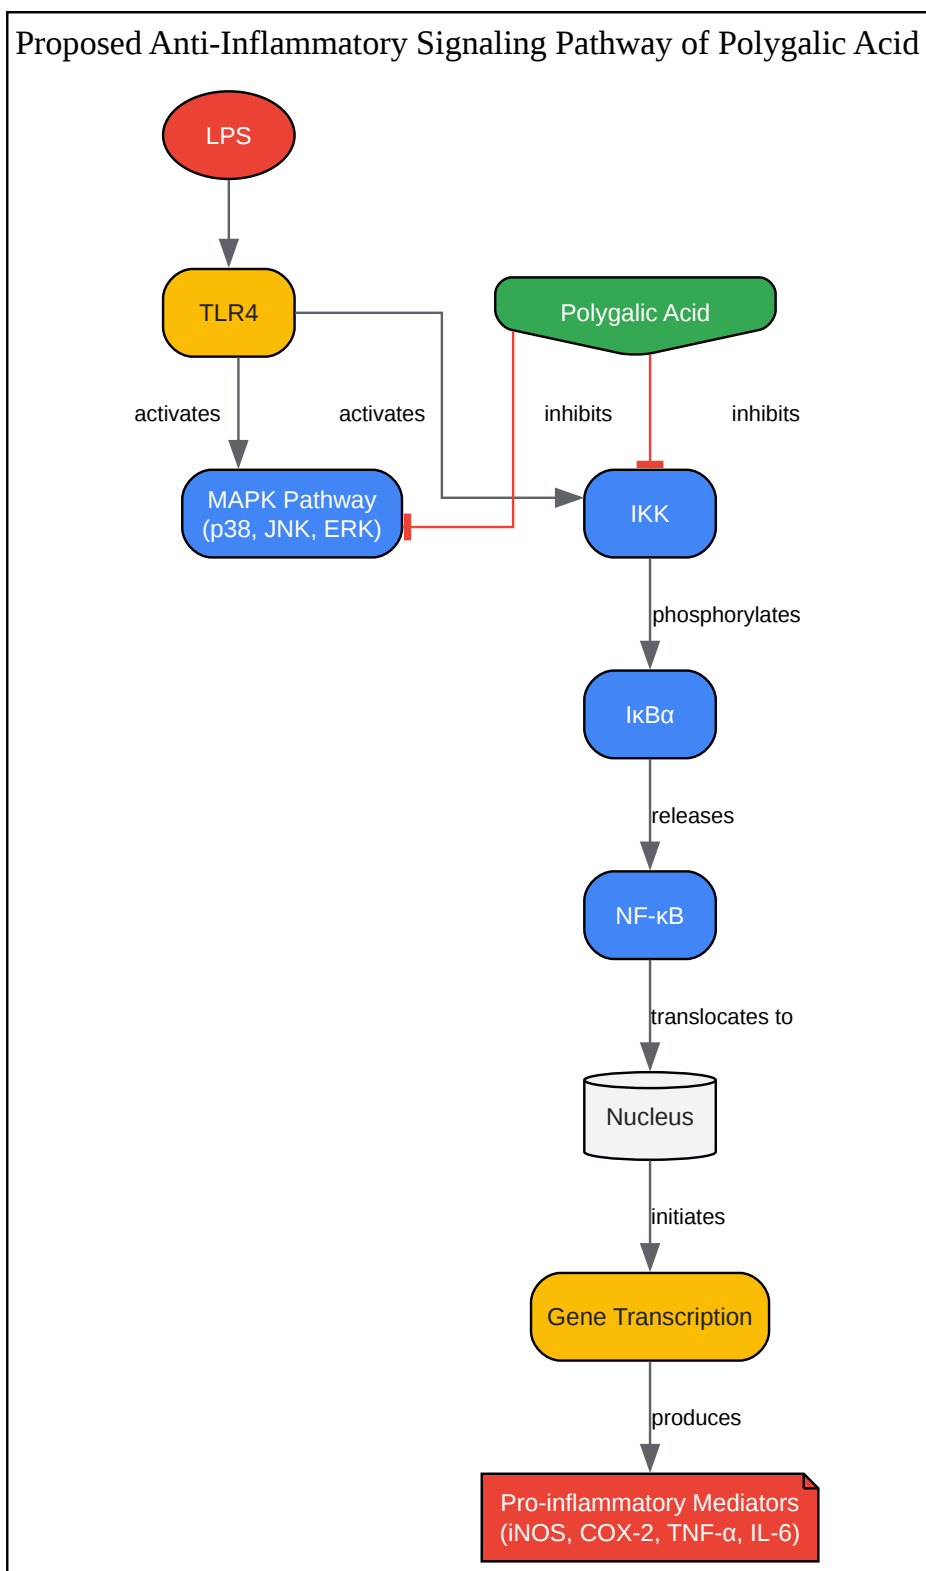 Proposed Anti-Inflammatory Signaling Pathway of Polygalic Acid
LPS
TLR4
Polygalic Acid
activates
activates
inhibits
inhibits
MAPK Pathway
(p38, JNK, ERK)
IKK
phosphorylates
IκBα
releases
NF-κB
translocates to
Nucleus
initiates
Gene Transcription
produces
Pro-inflammatory Mediators
(iNOS, COX-2, TNF-α, IL-6)